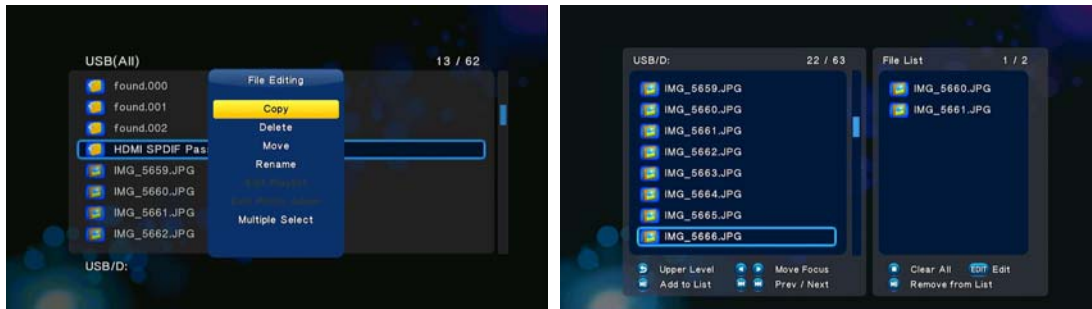 USB(All) 13 / 62
found.000
found.001
found.002
HDMI SPDIF Pas
IMG_5659.JPG
IMG_5660.JPG
IMG_5661.JPG
IMG_5662.JPG
USB/D:
File Editing
Copy
Delete
Move
Rename
Edit Playlist
Multiple Select
USB/D: 22 / 63
IMG_5659.JPG
IMG_5660.JPG
IMG_5661.JPG
IMG_5662.JPG
IMG_5663.JPG
IMG_5664.JPG
IMG_5665.JPG
IMG_5666.JPG
Upper Level Move Focus
Add to List Prev / Next
File List 1 / 2
IMG_5660.JPG
IMG_5661.JPG
Clear All EDIT Edit
Remove from List